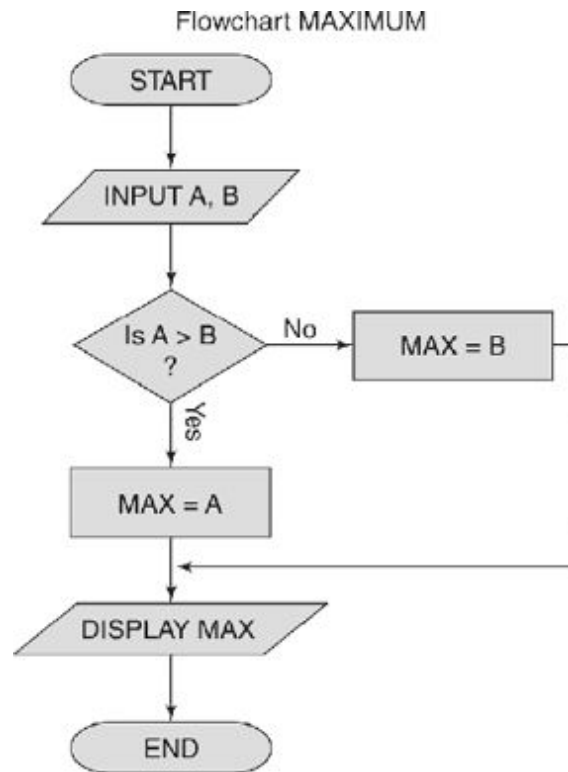 Flowchart MAXIMUM
START
INPUT A, B
Is A > B
?
No
MAX = B
Yes
MAX = A
DISPLAY MAX
END